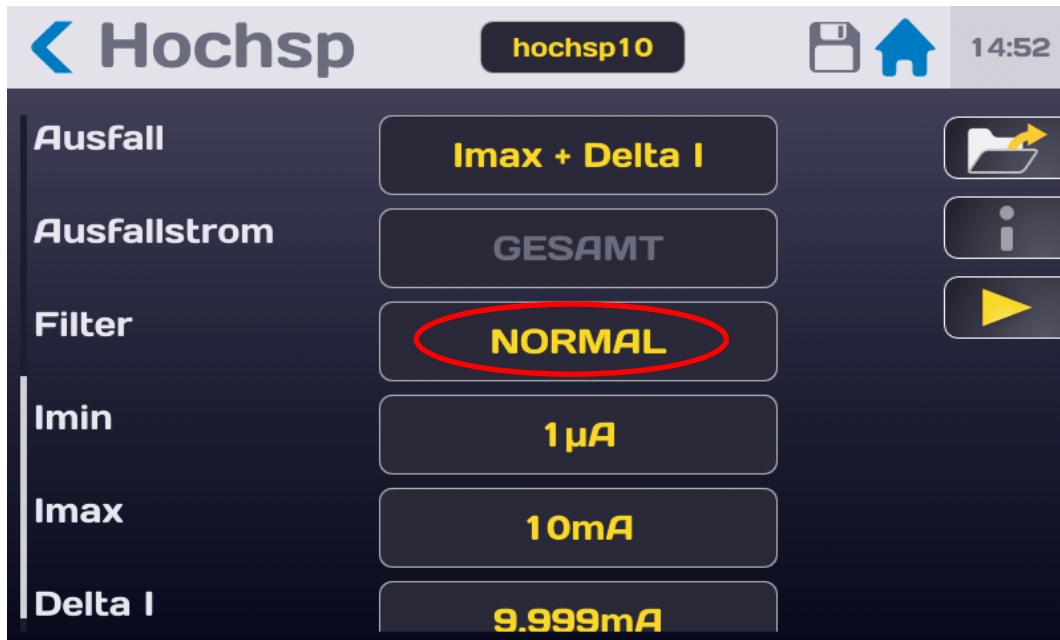 Hochsp
hochsp10
14:52
Ausfall
Imax + Delta I
Ausfallstrom
GESAMT
Filter
NORMAL
Imin
1µA
Imax
10mA
Delta I
9.999mA